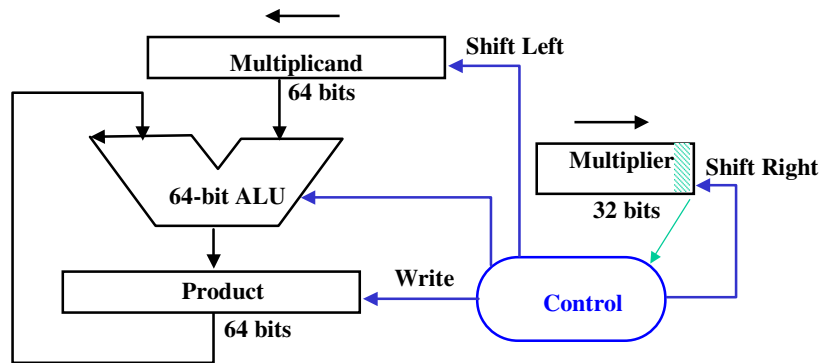 Shift Left
Multiplicand
64 bits
Multiplier
Shift Right
64-bit ALU
32 bits
Write
Product
Control
64 bits